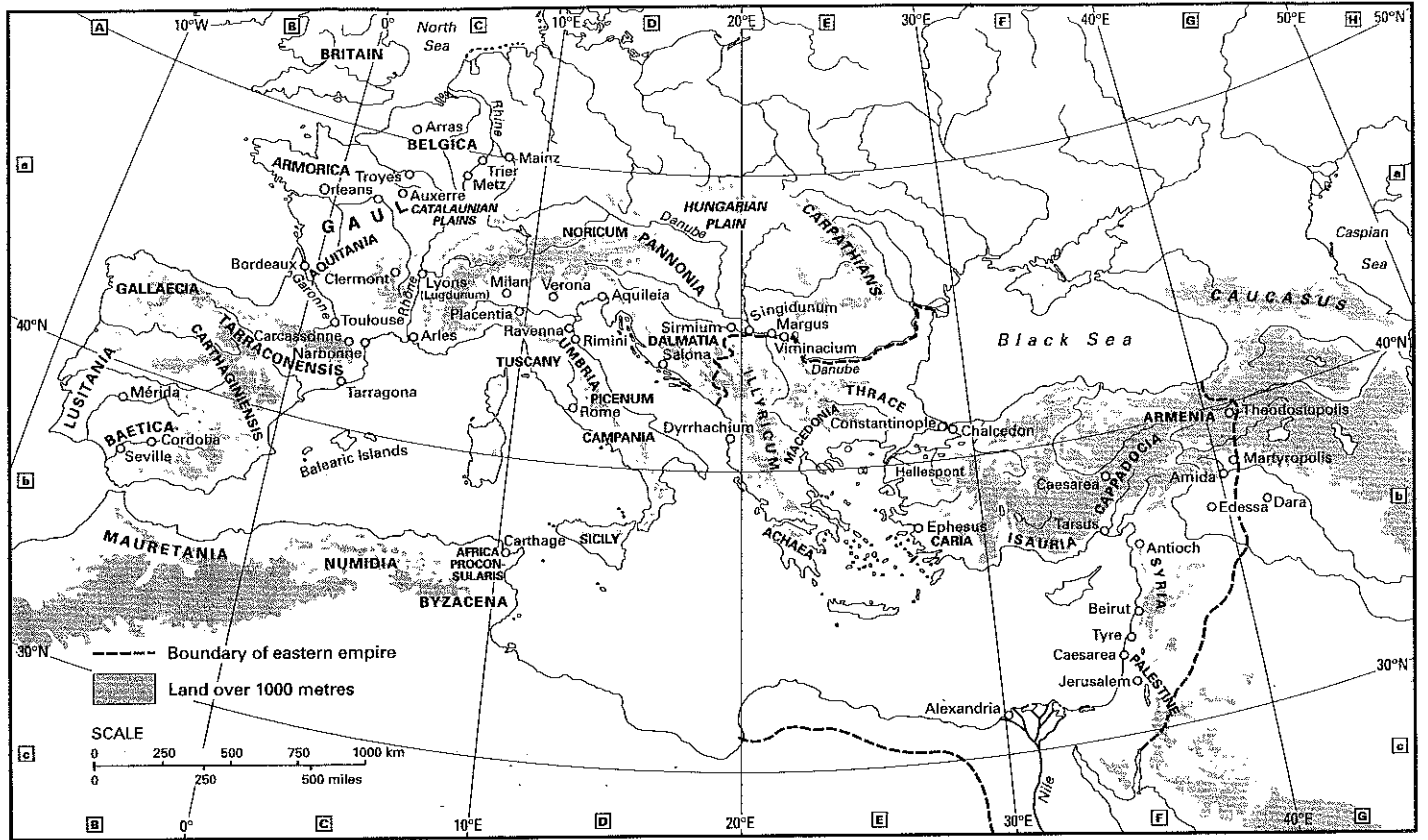 A
10°W
B
0°
North
Sea
C
10°E
D
20°E
E
30°E
F
40°E
G
50°E
H
50°N
BRITAIN
Rhine
Arras
BELGICA
a
ARMORICA
Troyes
Mainz
Trier
Metz
a
Orleans
Auxerre
GAUL
CATALAUNIAN
PLAINS
HUNGARIAN
PLAIN
Danube
CARPATHIANS
NORICUM
PANNONIA
Caspian
Sea
AQUITANIA
Bordeaux
Clermont
Garonne
Rhône
Lyons
(Lugdunum)
Milan
Verona
Aquileia
GALLAECIA
CAUCASUS
40°N
Toulouse
Placentia
Singidunum
TARRACONENSIS
Carcassonne
Arles
Ravenna
Sirmium
Margus
Black Sea
40°N
CARTHAGINIENSIS
Narbonne
Rimini
DALMATIA
Viminacium
TUSCANY
UMBRIA
Salona
Danube
LUSITANIA
Tarragona
ILLYRICUM
THRACE
Mérida
PICENUM
MACEDONIA
ARMENIA
Theodosiopolis
Rome
Constantinople
Chalcedon
BAETICA
Cordoba
CAMPANIA
Dyrrhachium
Seville
Balearic Islands
Hellespont
CAPPADOCIA
Martyropolis
b
Caesarea
Amida
b
Edessa
Dara
Tarsus
Ephesus
CARIA
ISAURIA
MAURETANIA
Carthage
SICILY
ACHAEA
Antioch
NUMIDIA
AFRICA
PROCON-
SULARIS
SYRIA
BYZACENA
Beirut
30°N
Boundary of eastern empire
Tyre
Caesarea
30°N
Land over 1000 metres
PALESTINE
Jerusalem
Alexandria
SCALE
0 250 500 750 1000 km
c
0 250 500 miles
c
Nile
B
0°
C
10°E
D
20°E
E
30°E
F
40°E
G